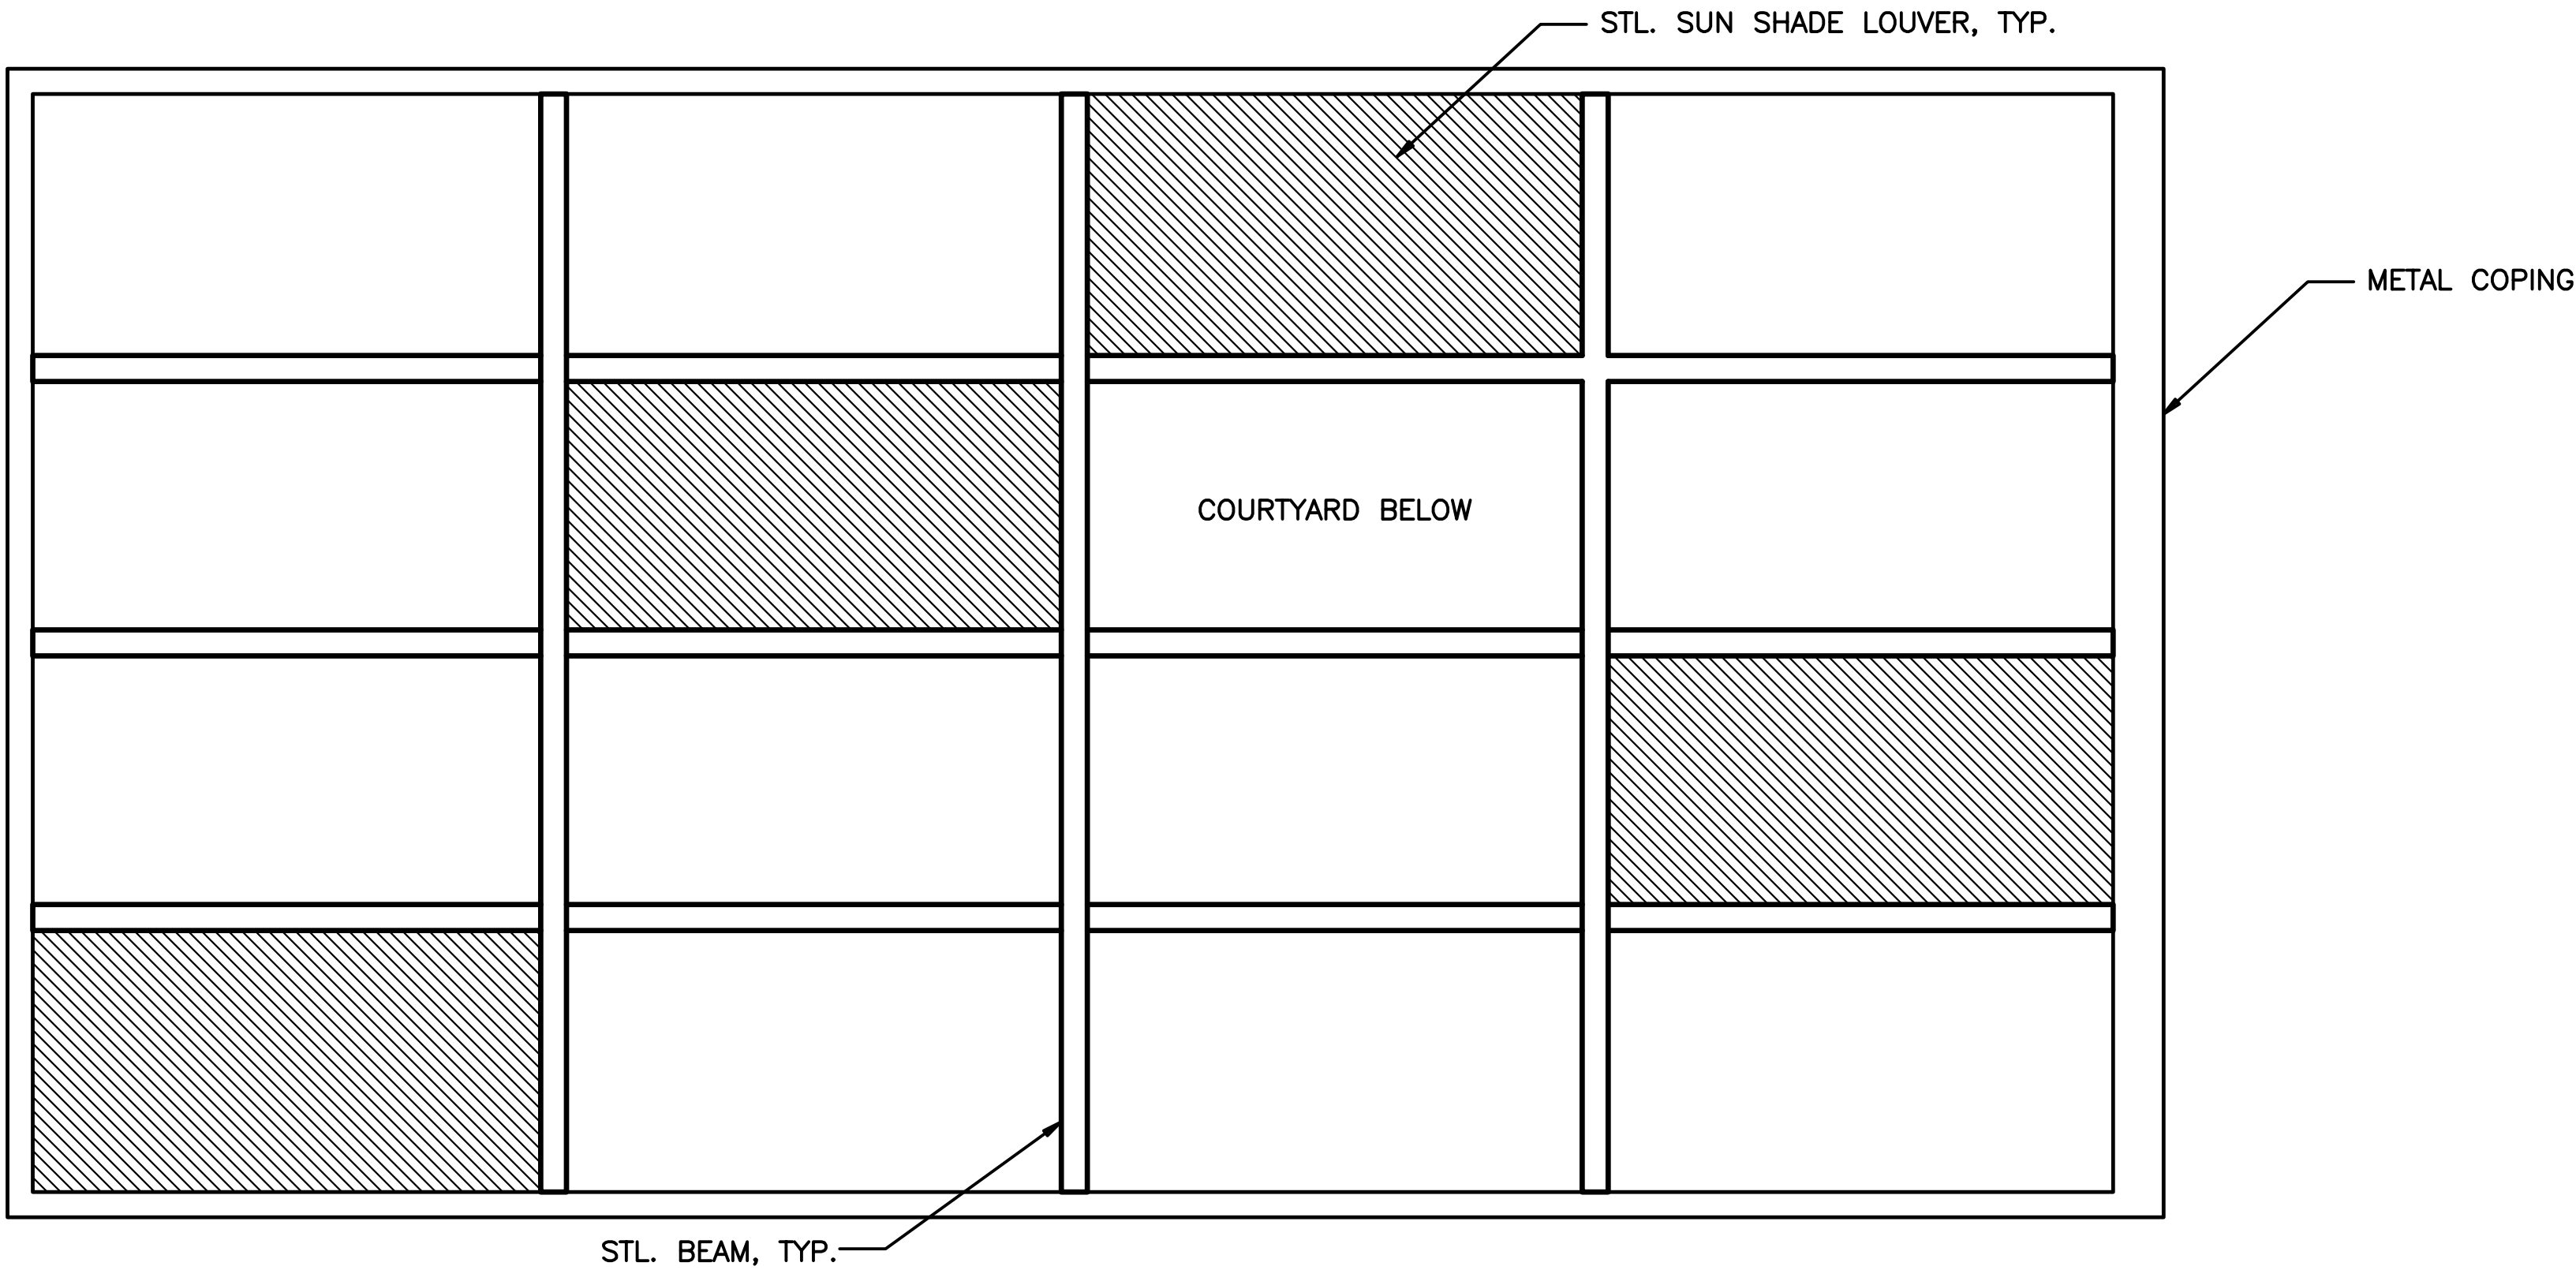 STL. SUN SHADE LOUVER, TYP.
METAL COPING
COURTYARD BELOW
STL. BEAM, TYP.